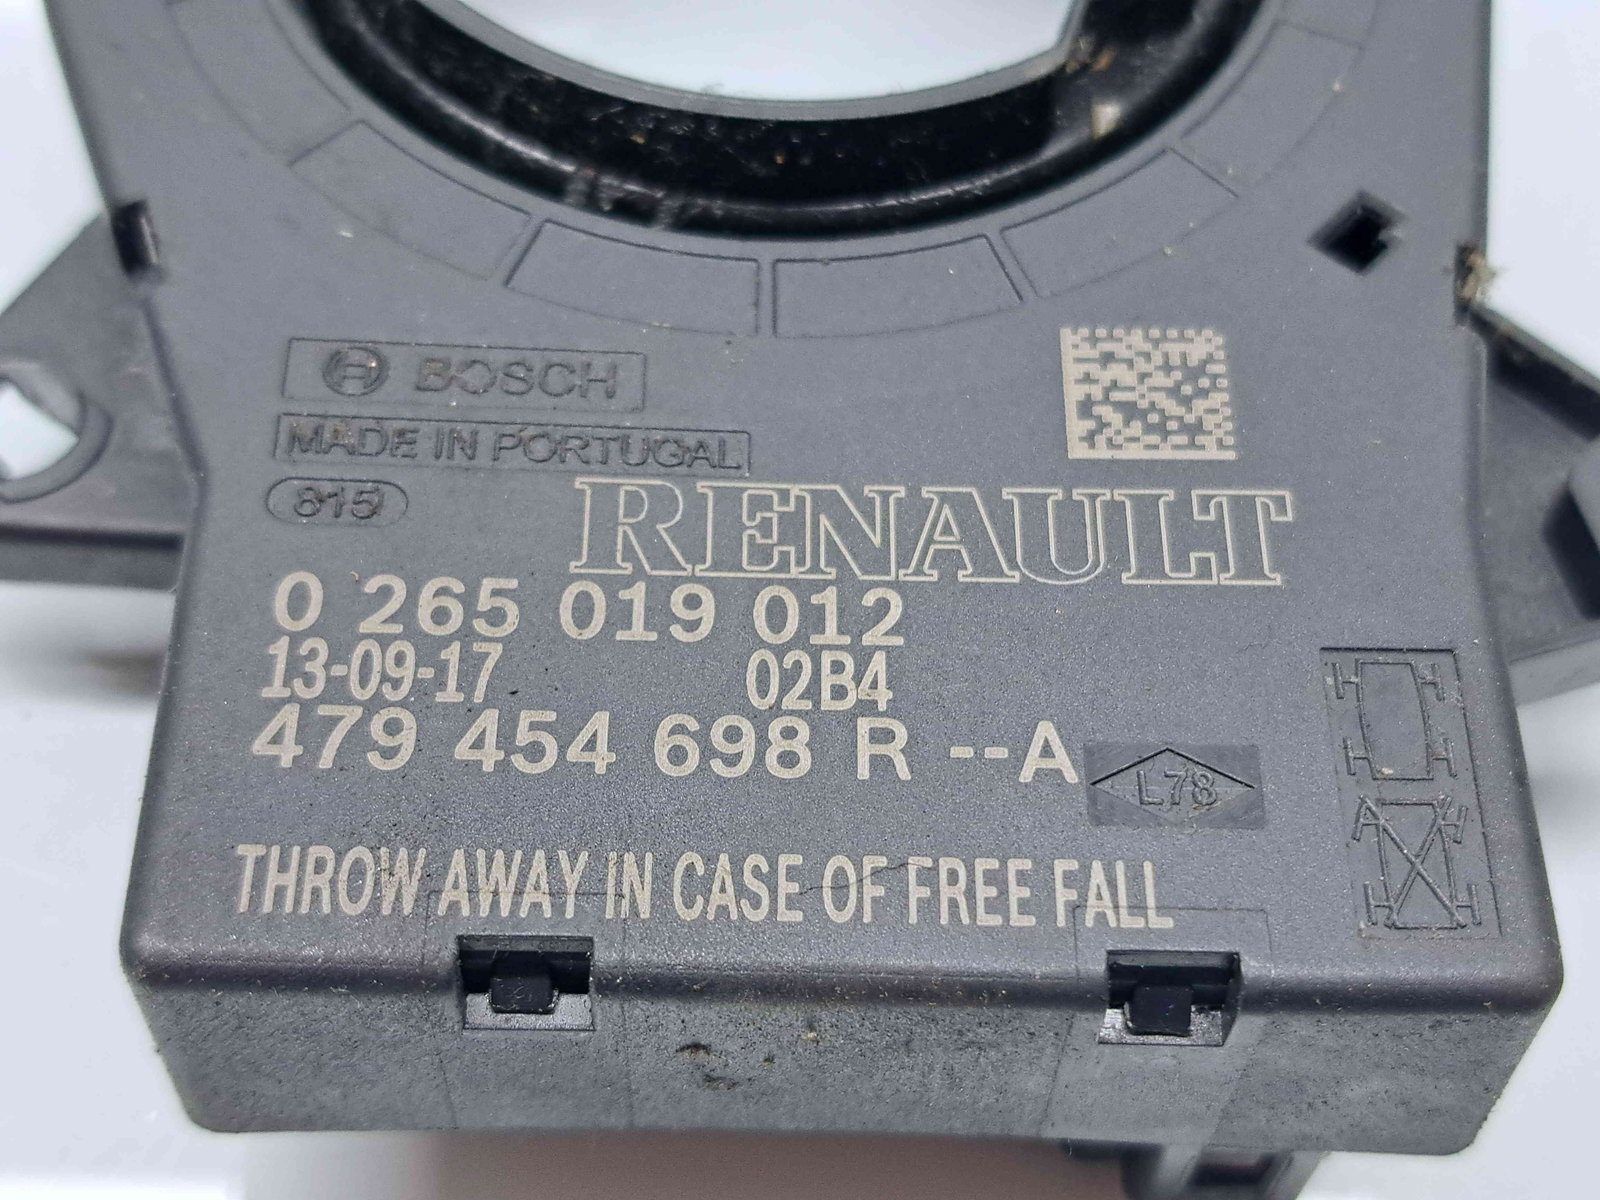 BOSCH
MADE IN PORTUGAL
815
RENAULT
0 265 019 012
13-09-17 02B4
479 454 698 R --A
L78
THROW AWAY IN CASE OF FREE FALL